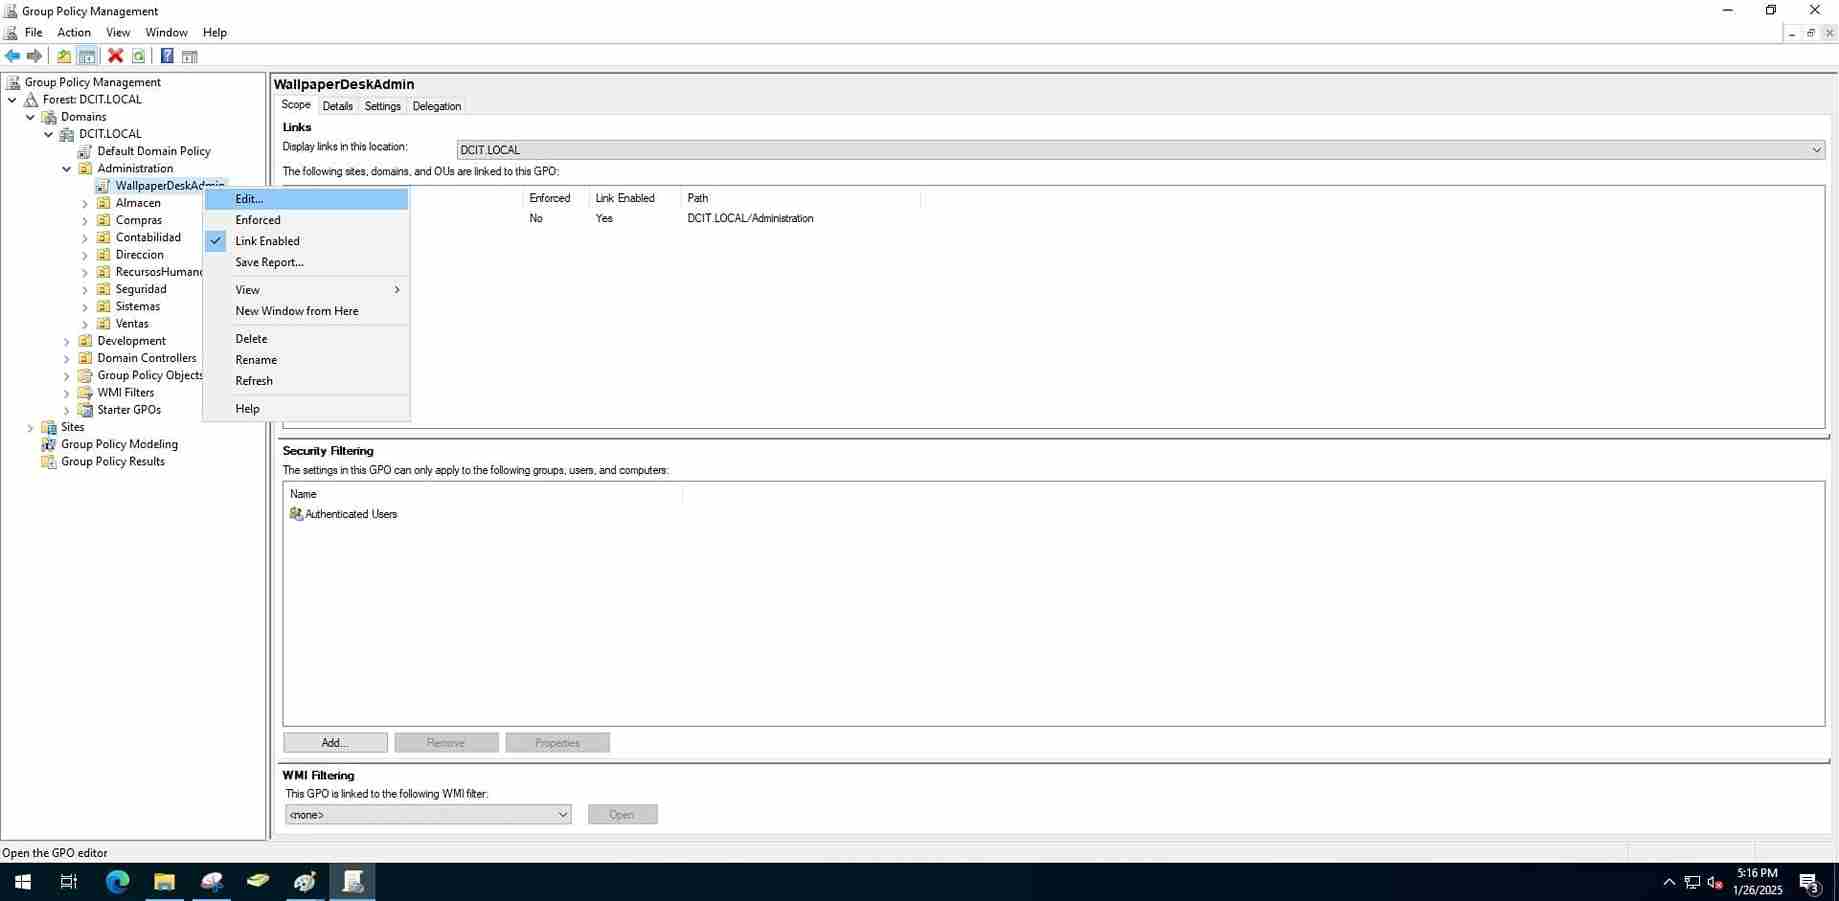 Group Policy Management
File Action View Window Help
Group Policy Management
Forest: DCIT.LOCAL
Domains
DCIT.LOCAL
Default Domain Policy
Administration
WallpaperDeskAdmin
Almacen
Compras
Contabilidad
Direccion
RecursosHumano
Seguridad
Sistemas
Ventas
Development
Domain Controllers
Group Policy Objects
WMI Filters
Starter GPOs
Sites
Group Policy Modeling
Group Policy Results
Edit...
Enforced
Link Enabled
Save Report...
View
New Window from Here
Delete
Rename
Refresh
Help
WallpaperDeskAdmin
Scope Details Settings Delegation
Links
Display links in this location: DCIT.LOCAL
The following sites, domains, and OUs are linked to this GPO:
Enforced Link Enabled Path
No Yes DCIT.LOCAL/Administration
Security Filtering
The settings in this GPO can only apply to the following groups, users, and computers:
Name
Authenticated Users
Add... Remove Properties
WMI Filtering
This GPO is linked to the following WMI filter:
<none> Open
Open the GPO editor
5:16 PM
1/26/2025
3